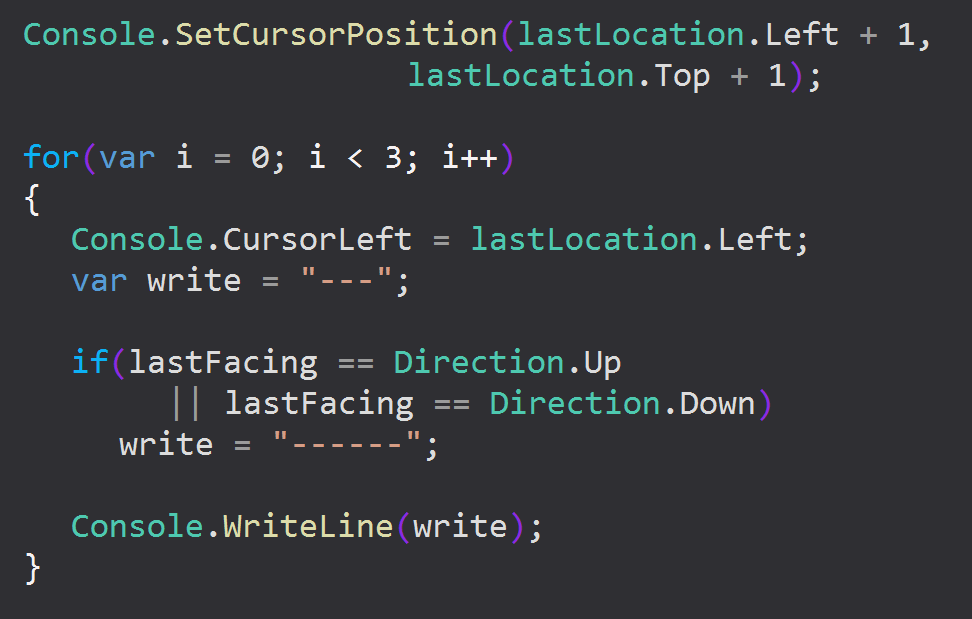 Console.SetCursorPosition(lastLocation.Left + 1,
                    lastLocation.Top + 1);

for(var i = 0; i < 3; i++)
{
  Console.CursorLeft = lastLocation.Left;
  var write = "---";

  if(lastFacing == Direction.Up
       || lastFacing == Direction.Down)
    write = "------";

  Console.WriteLine(write);
}